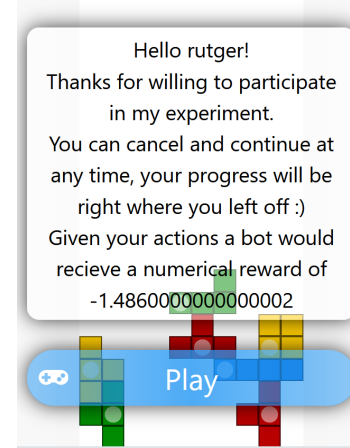 Hello rutger!
Thanks for willing to participate
in my experiment.
You can cancel and continue at
any time, your progress will be
right where you left off :)
Given your actions a bot would
recieve a numerical reward of
-1.4860000000000002
Play